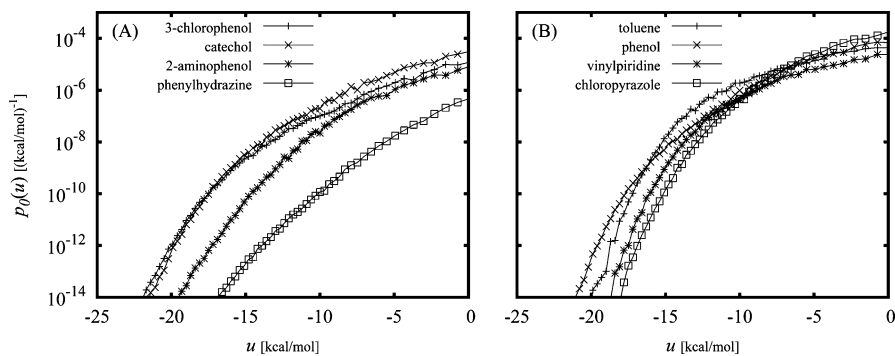 (A)
3-chlorophenol
catechol
2-aminophenol
phenylhydrazine
(B)
toluene
phenol
vinylpiridine
chloropyrazole
p0(u) [(kcal/mol)⁻¹]
10⁻⁴
10⁻⁶
10⁻⁸
10⁻¹⁰
10⁻¹²
10⁻¹⁴
-25 -20 -15 -10 -5 0
-25 -20 -15 -10 -5 0
u [kcal/mol]
u [kcal/mol]